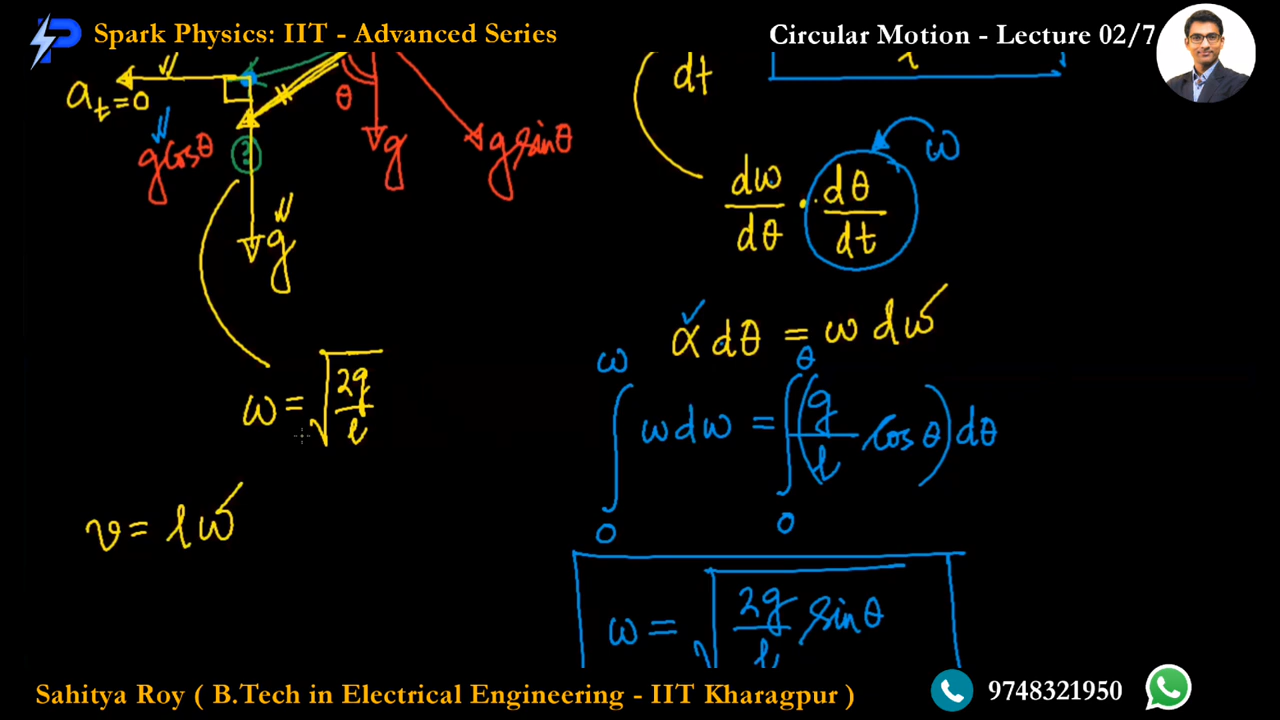 Spark Physics: IIT - Advanced Series
Circular Motion - Lecture 02/7
a_t = 0
g cosθ
?
g
θ
g
g sinθ
ω = √(2g/l)
v = lω
dt
r
dω/dθ · dθ/dt
ω
α dθ = ω dω
∫₀^ω ω dω = ∫₀^θ (g/l cos θ) dθ
ω = √(2g/l sinθ)
Sahitya Roy ( B.Tech in Electrical Engineering - IIT Kharagpur )
9748321950